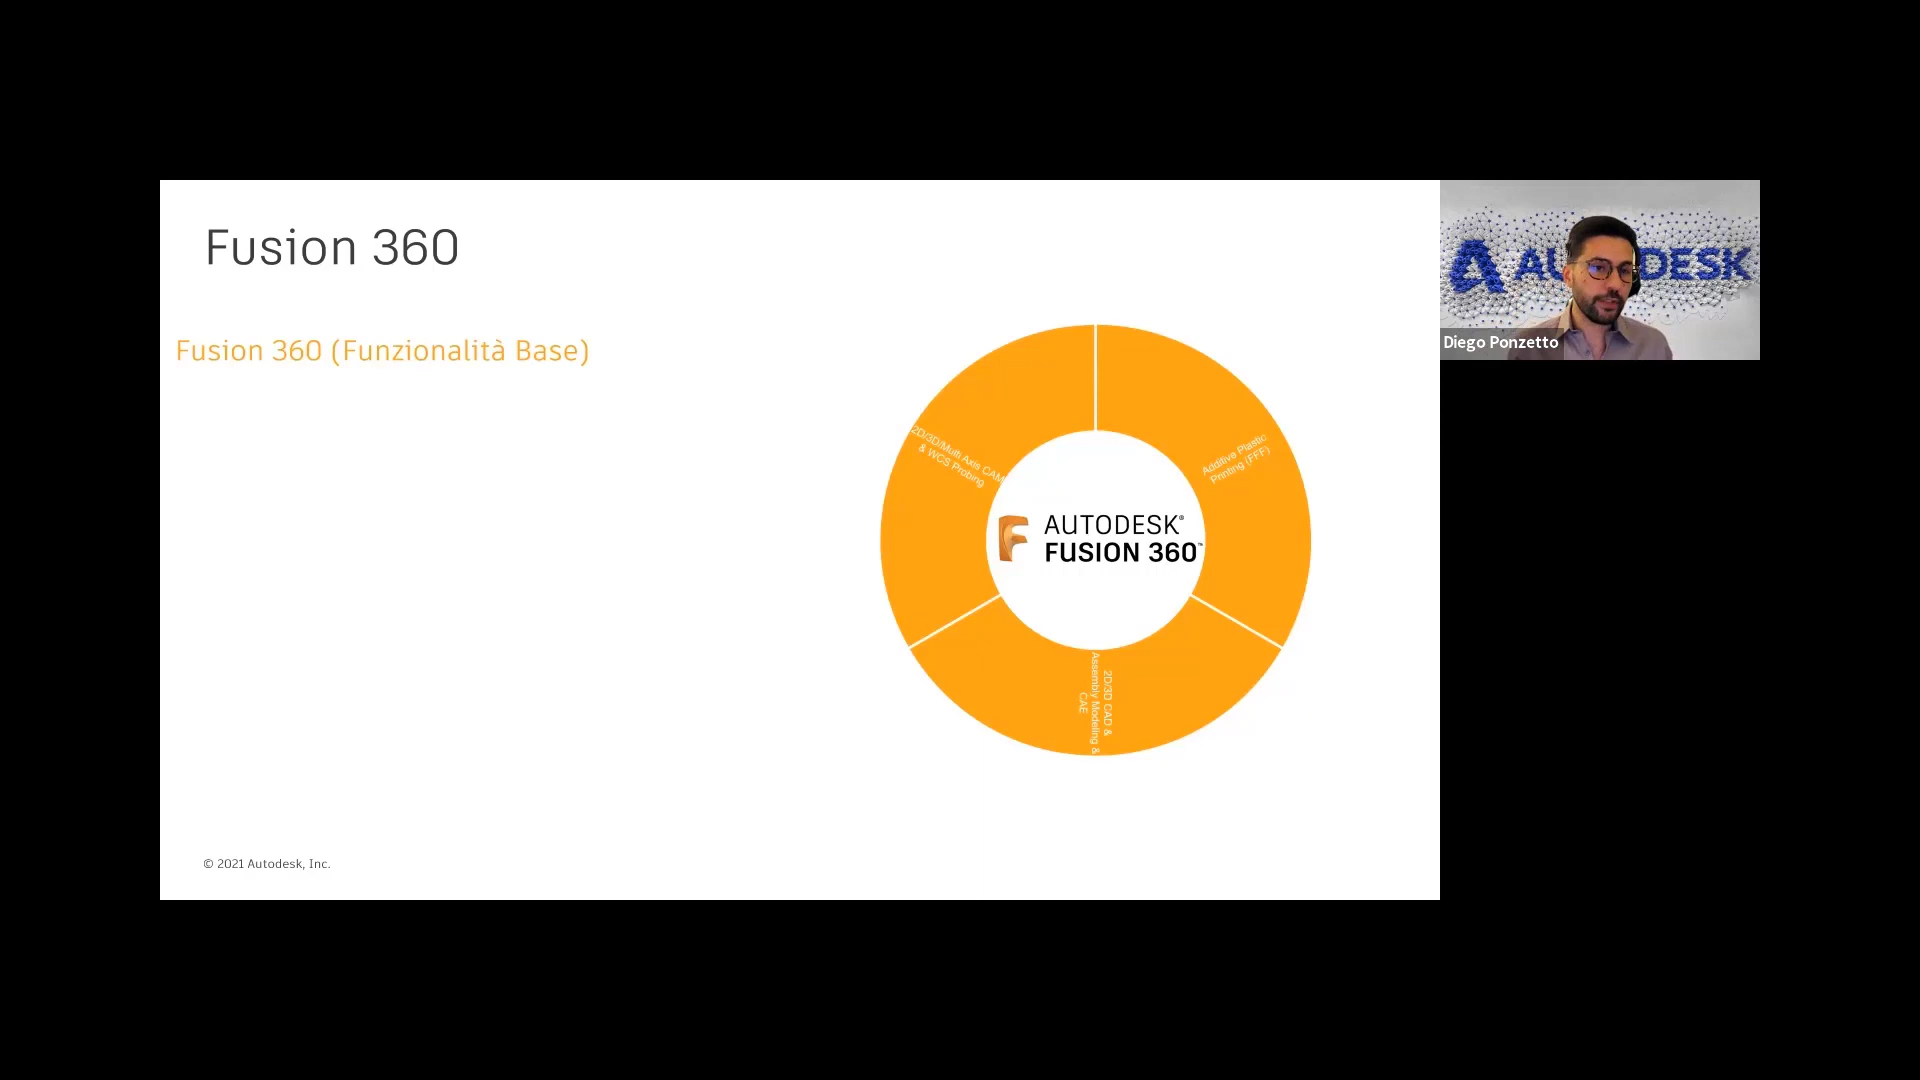 Fusion 360
Fusion 360 (Funzionalità Base)
2D/3D/Multi Axis CAM
& WCS Probing
Additive Plastic
Printing (FFF)
AUTODESK®
FUSION 360™
2D/3D CAD &
Assembly Modeling &
CAE
© 2021 Autodesk, Inc.
AUTODESK
Diego Ponzetto